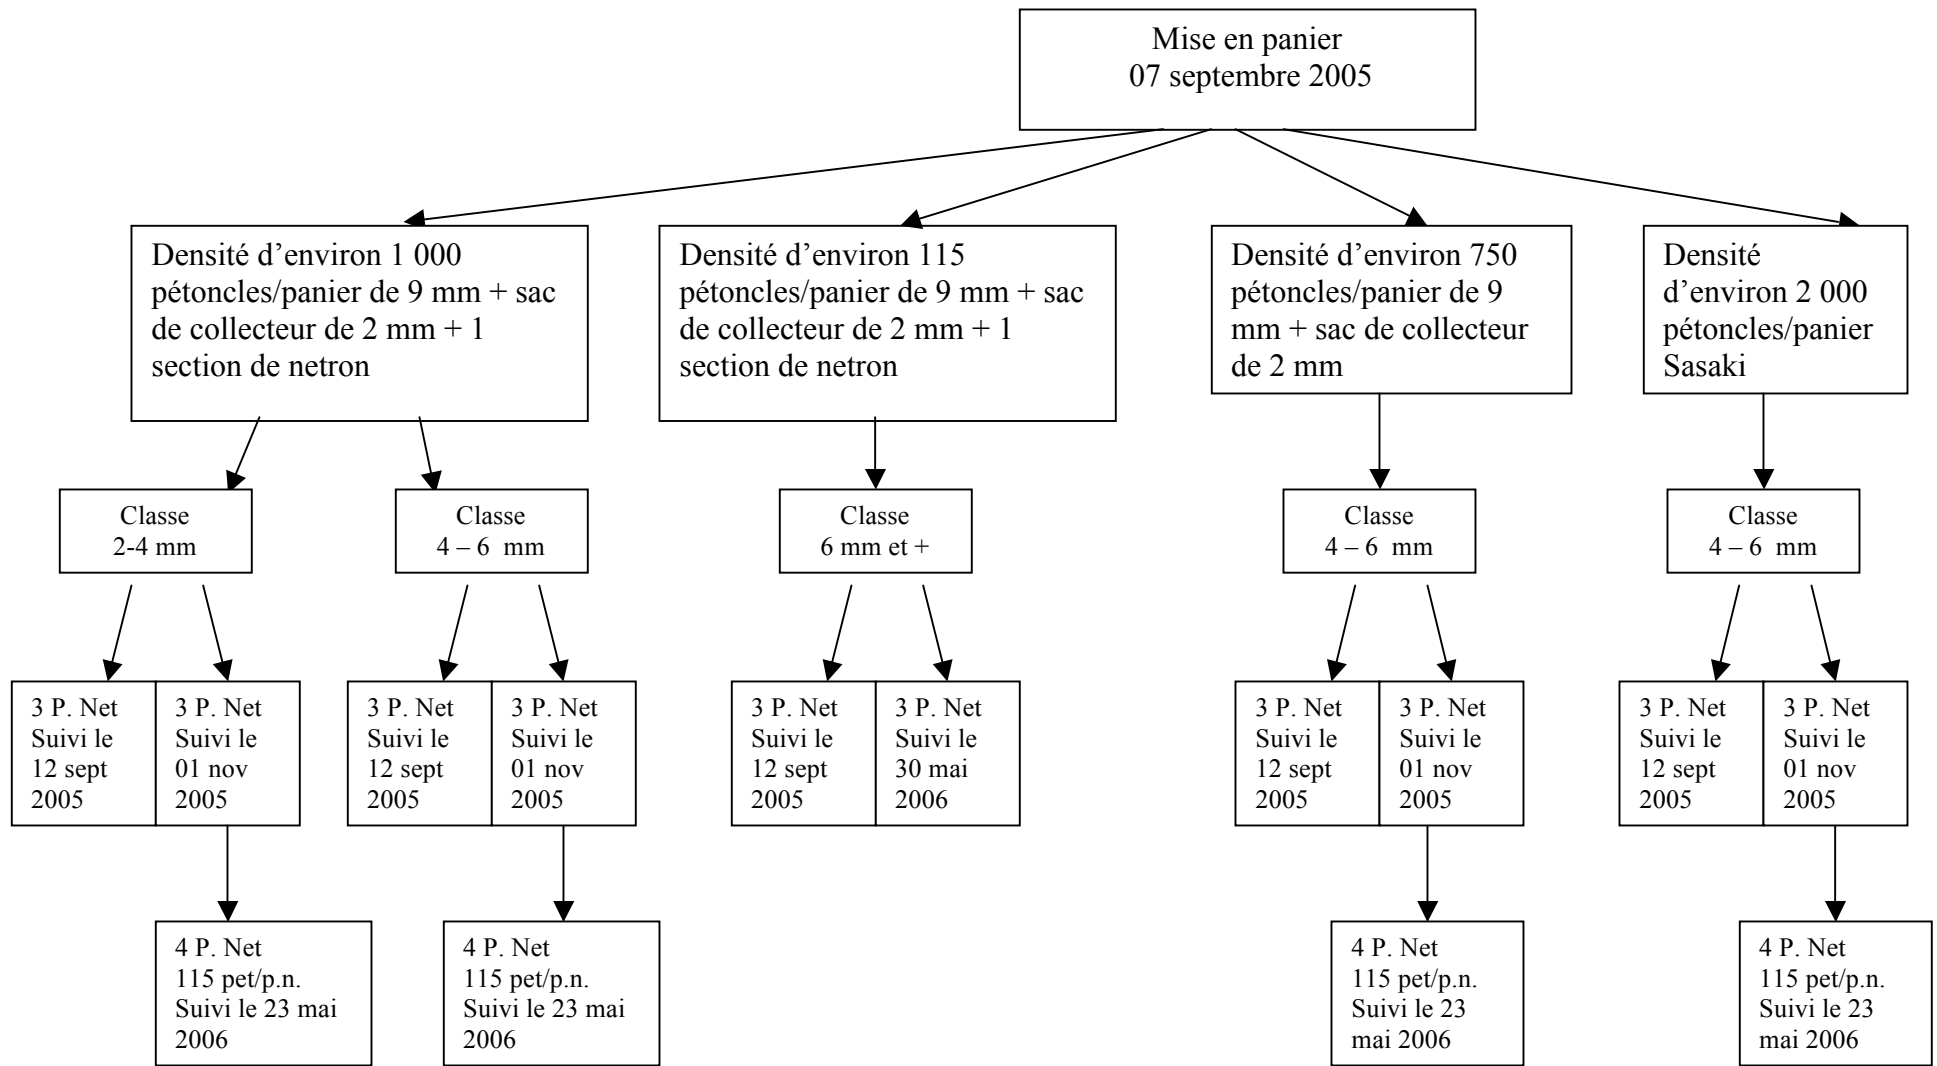 Mise en panier
07 septembre 2005
Densité d’environ 1 000
pétoncles/panier de 9 mm + sac
de collecteur de 2 mm + 1
section de netron
Densité d’environ 115
pétoncles/panier de 9 mm + sac
de collecteur de 2 mm + 1
section de netron
Densité d’environ 750
pétoncles/panier de 9
mm + sac de collecteur
de 2 mm
Densité
d’environ 2 000
pétoncles/panier
Sasaki
Classe
2-4 mm
Classe
4 – 6 mm
Classe
6 mm et +
Classe
4 – 6 mm
Classe
4 – 6 mm
3 P. Net
Suivi le
12 sept
2005
3 P. Net
Suivi le
01 nov
2005
3 P. Net
Suivi le
12 sept
2005
3 P. Net
Suivi le
01 nov
2005
3 P. Net
Suivi le
12 sept
2005
3 P. Net
Suivi le
30 mai
2006
3 P. Net
Suivi le
12 sept
2005
3 P. Net
Suivi le
01 nov
2005
3 P. Net
Suivi le
12 sept
2005
3 P. Net
Suivi le
01 nov
2005
4 P. Net
115 pet/p.n.
Suivi le 23 mai
2006
4 P. Net
115 pet/p.n.
Suivi le 23 mai
2006
4 P. Net
115 pet/p.n.
Suivi le 23
mai 2006
4 P. Net
115 pet/p.n.
Suivi le 23
mai 2006